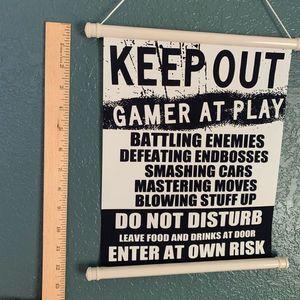 KEEP OUT
GAMER AT PLAY
BATTLING ENEMIES
DEFEATING ENDBOSSES
SMASHING CARS
MASTERING MOVES
BLOWING STUFF UP
DO NOT DISTURB
LEAVE FOOD AND DRINKS AT DOOR
ENTER AT OWN RISK